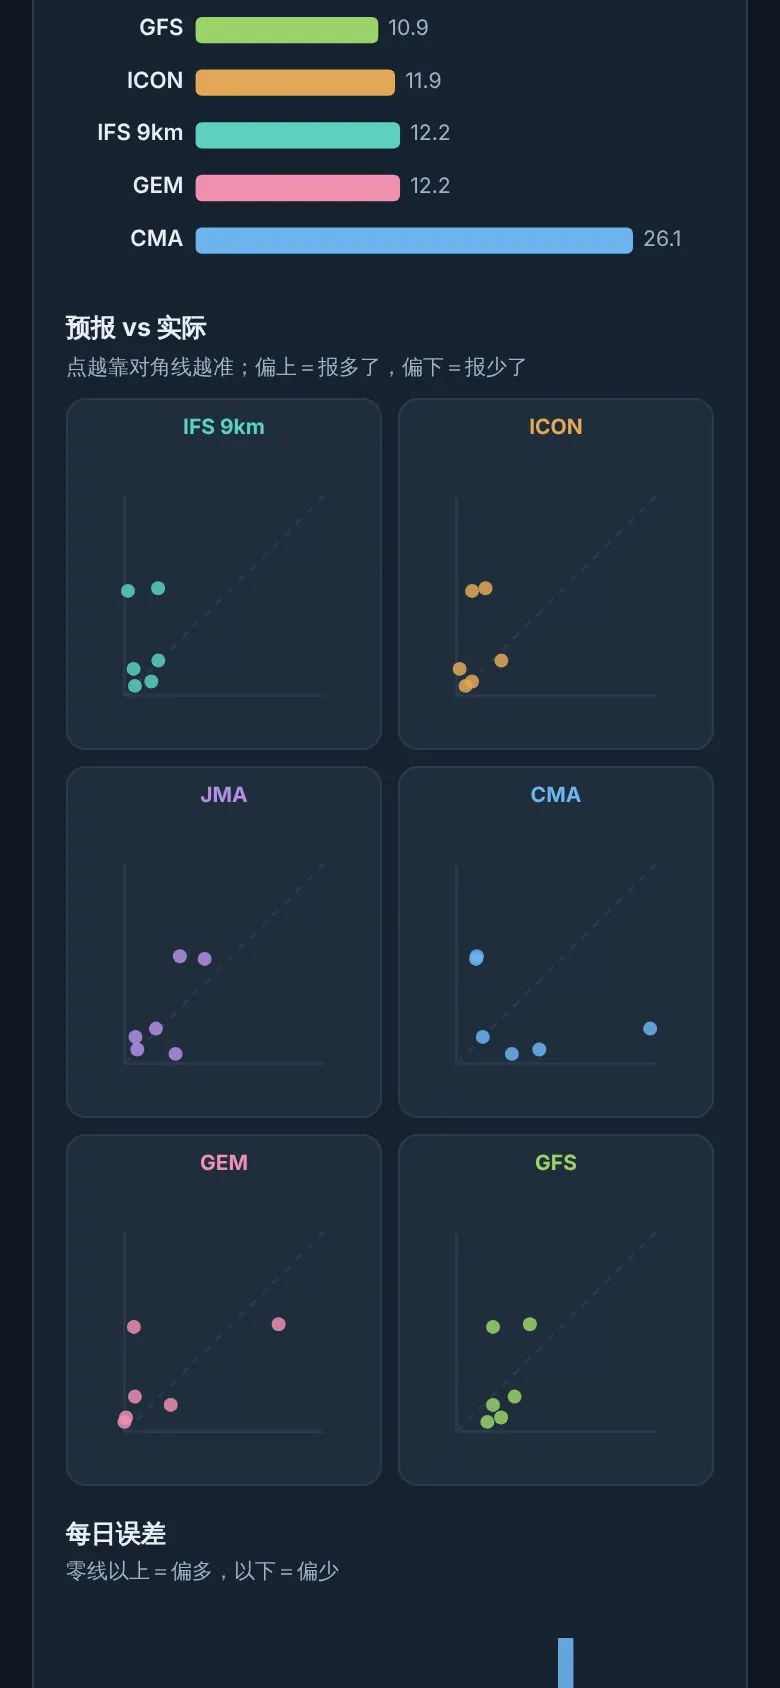 GFS 10.9
ICON 11.9
IFS 9km 12.2
GEM 12.2
CMA 26.1
预报 vs 实际
点越靠对角线越准；偏上＝报多了，偏下＝报少了
IFS 9km
ICON
JMA
CMA
GEM
GFS
每日误差
零线以上＝偏多，以下＝偏少